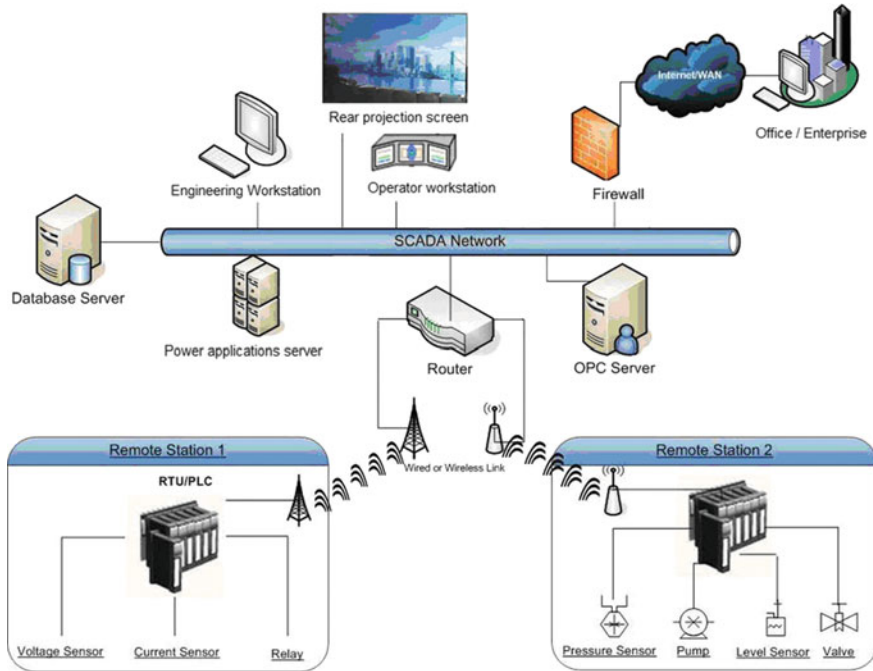 Internet/WAN
Rear projection screen
Office / Enterprise
Engineering Workstation
Operator workstation
Firewall
SCADA Network
Database Server
Power applications server
Router
OPC Server
Remote Station 1
Wired or Wireless Link
Remote Station 2
RTU/PLC
Voltage Sensor
Current Sensor
Relay
Pressure Sensor
Pump
Level Sensor
Valve